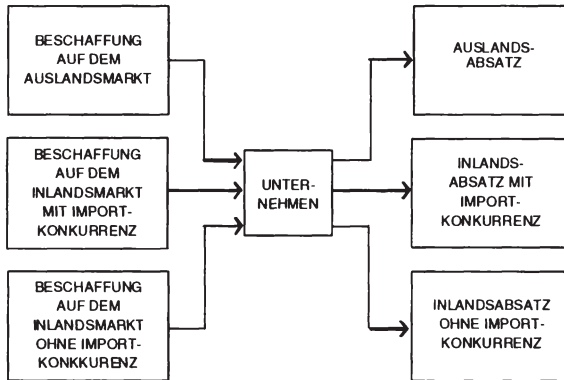 BESCHAFFUNG
AUF DEM
AUSLANDSMARKT
BESCHAFFUNG
AUF DEM
INLANDSMARKT
MIT IMPORT-
KONKURRENZ
BESCHAFFUNG
AUF DEM
INLANDSMARKT
OHNE IMPORT-
KONKKURENZ
UNTER-
NEHMEN
AUSLANDS-
ABSATZ
INLANDS-
ABSATZ MIT
IMPORT-
KONKURRENZ
INLANDSABSATZ
OHNE IMPORT-
KONKURRENZ